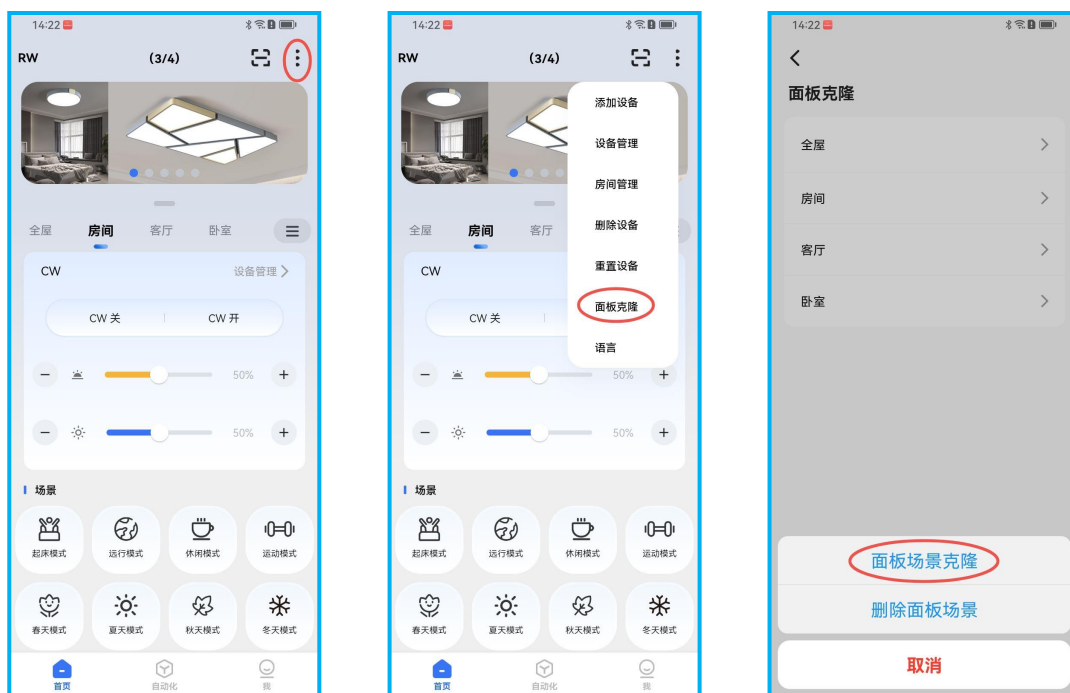 14:22
RW (3/4)
全屋 房间 客厅 卧室
CW 设备管理
CW 关 CW 开
50%
50%
场景
起床模式 远行模式 休闲模式 运动模式
春天模式 夏天模式 秋天模式 冬天模式
首页 自动化 我
14:22
RW (3/4)
添加设备
设备管理
房间管理
删除设备
重置设备
面板克隆
语言
全屋 房间 客厅
CW
CW 关
50%
50%
场景
起床模式 远行模式 休闲模式 运动模式
春天模式 夏天模式 秋天模式 冬天模式
首页 自动化 我
14:22
面板克隆
全屋
房间
客厅
卧室
面板场景克隆
删除面板场景
取消